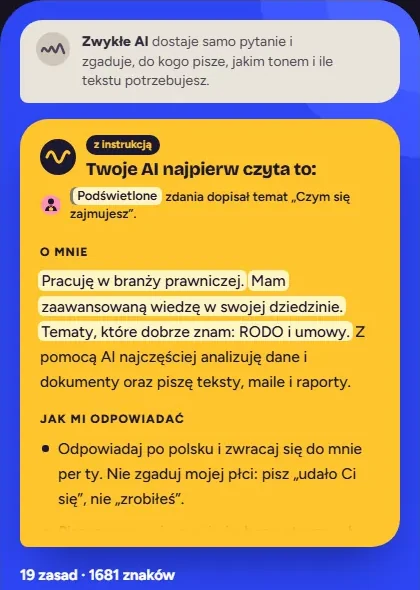 Zwykłe AI dostaje samo pytanie i
zgaduje, do kogo pisze, jakim tonem i ile
tekstu potrzebujesz.
z instrukcją
Twoje AI najpierw czyta to:
Podświetlone zdania dopisał temat „Czym się
zajmujesz”.
O MNIE
Pracuję w branży prawniczej. Mam
zaawansowaną wiedzę w swojej dziedzinie.
Tematy, które dobrze znam: RODO i umowy. Z
pomocą AI najczęściej analizuję dane i
dokumenty oraz piszę teksty, maile i raporty.
JAK MI ODPOWIADAĆ
• Odpowiadaj po polsku i zwracaj się do mnie
per ty. Nie zgaduj mojej płci: pisz „udało Ci
się”, nie „zrobiłeś”.
19 zasad · 1681 znaków